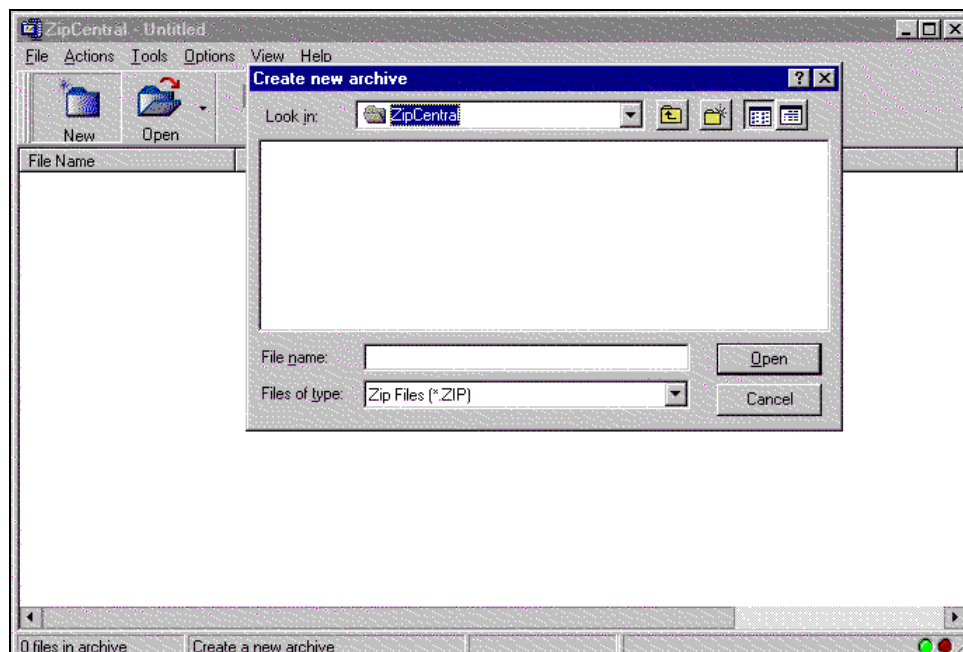 ZipCentral - Untitled
File Actions Tools Options View Help
New
Open
File Name
Create new archive
Look in:
ZipCentral
File name:
Open
Files of type:
Zip Files (*.ZIP)
Cancel
0 files in archive
Create a new archive